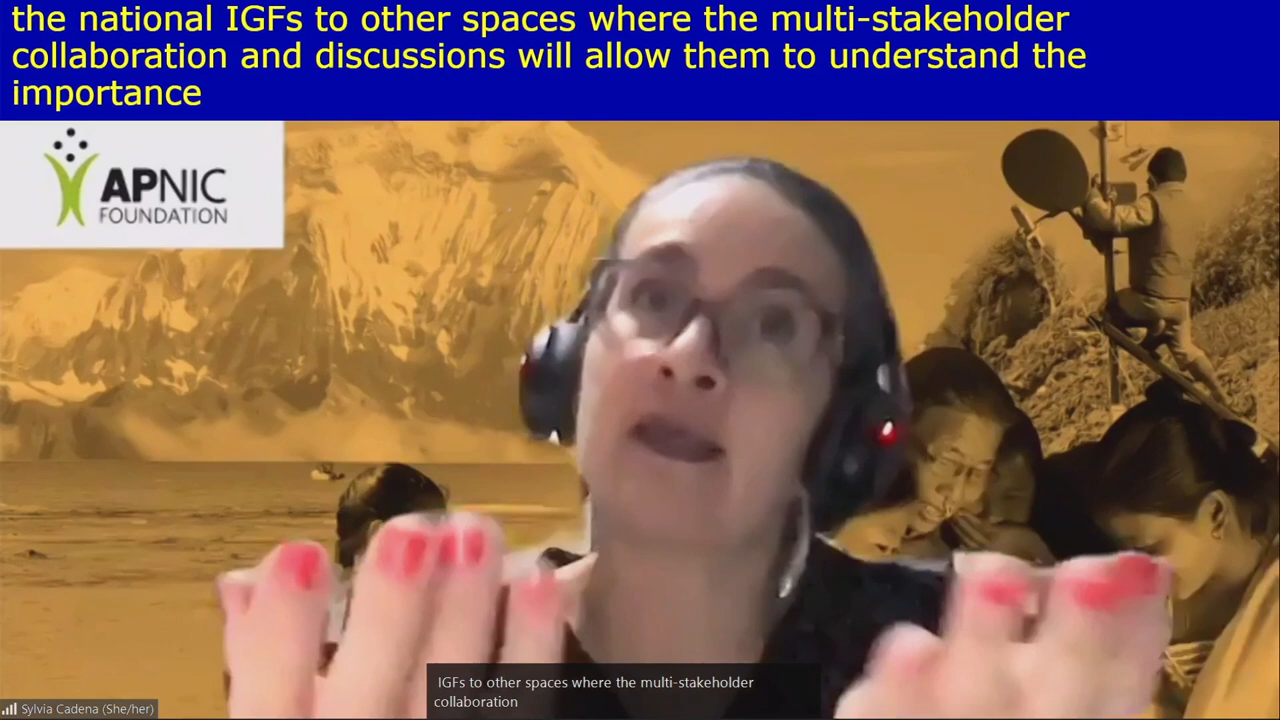 the national IGFs to other spaces where the multi-stakeholder
collaboration and discussions will allow them to understand the
importance
APNIC
FOUNDATION
IGFs to other spaces where the multi-stakeholder
collaboration
Sylvia Cadena (She/her)